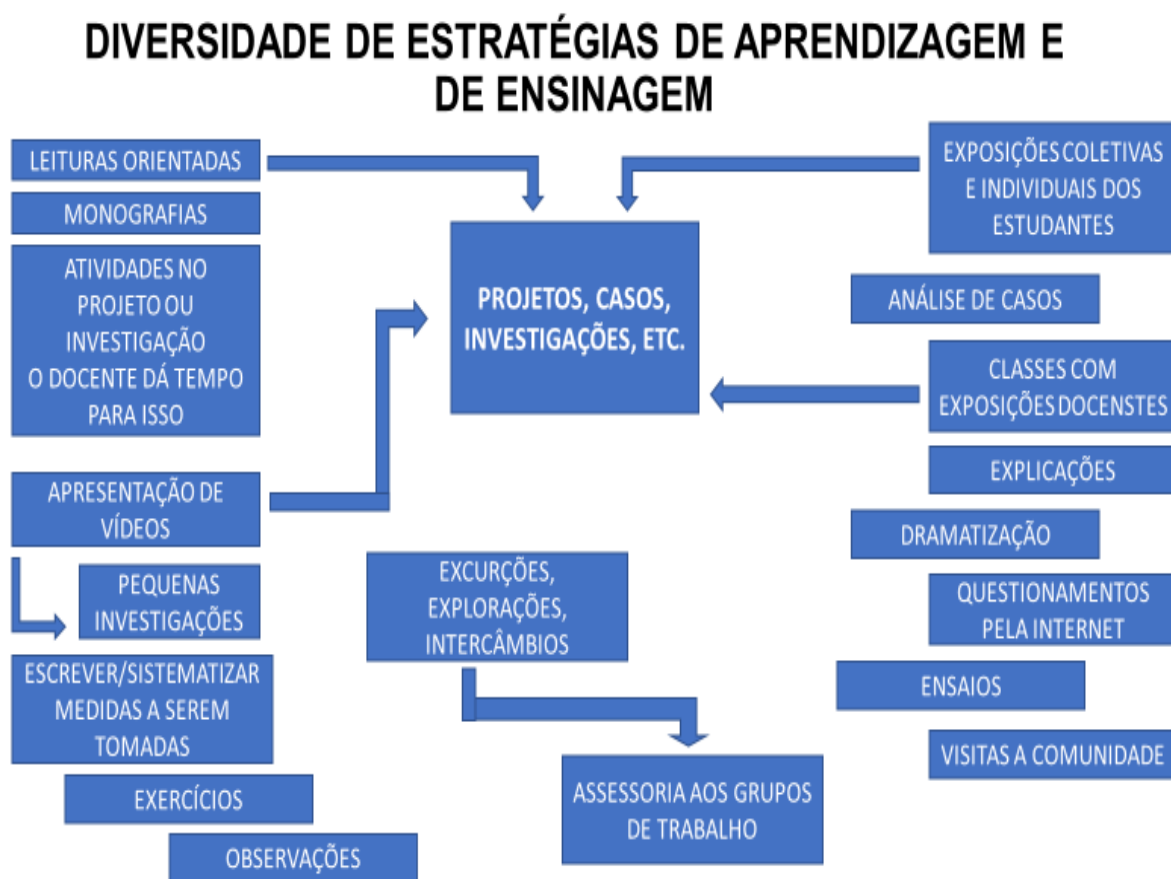 DIVERSIDADE DE ESTRATÉGIAS DE APRENDIZAGEM E
DE ENSINAGEM
LEITURAS ORIENTADAS
MONOGRAFIAS
ATIVIDADES NO
PROJETO OU
INVESTIGAÇÃO
O DOCENTE DÁ TEMPO
PARA ISSO
APRESENTAÇÃO DE
VÍDEOS
PEQUENAS
INVESTIGAÇÕES
ESCREVER/SISTEMATIZAR
MEDIDAS A SEREM
TOMADAS
EXERCÍCIOS
OBSERVAÇÕES
PROJETOS, CASOS,
INVESTIGAÇÕES, ETC.
EXCURÇÕES,
EXPLORAÇÕES,
INTERCÂMBIOS
ASSESSORIA AOS GRUPOS
DE TRABALHO
EXPOSIÇÕES COLETIVAS
E INDIVIDUAIS DOS
ESTUDANTES
ANÁLISE DE CASOS
CLASSES COM
EXPOSIÇÕES DOCENSTES
EXPLICAÇÕES
DRAMATIZAÇÃO
QUESTIONAMENTOS
PELA INTERNET
ENSAIOS
VISITAS A COMUNIDADE